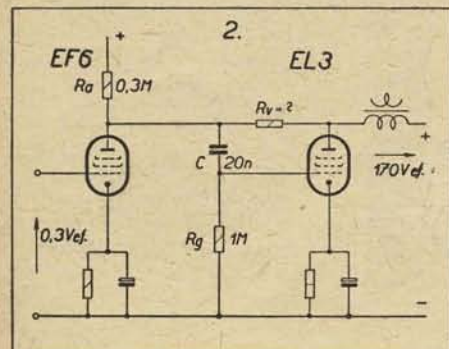 2.
EF6
EL3
+
Ra
0,3M
Rv = ?
C
20n
+
170Vef.
0,3Vef.
Rg
1M
-